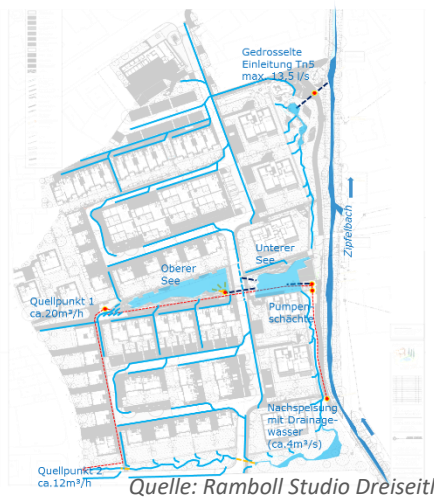 Gedrosselte
Einleitung Tn5
max. 13,5 l/s
Zipfelbach
Unterer
See
Oberer
See
Quellpunkt 1
ca.20m³/h
Pumpen-
schächte
Nachspeisung
mit Drainage-
wasser
(ca.4m³/s)
Quellpunkt 2
ca.12m³/h
Quelle: Ramboll Studio Dreiseitl